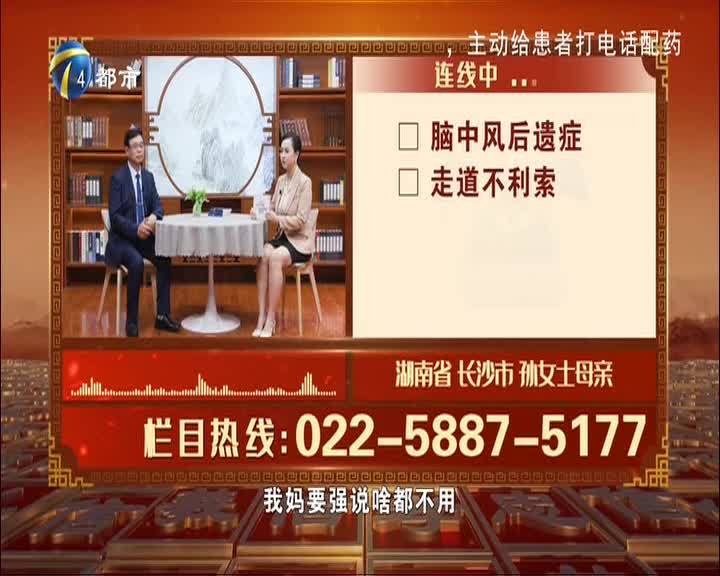 ，主动给患者打电话配药
4 都市
连线中 ...
□ 脑中风后遗症
□ 走道不利索
湖南省 长沙市 孙女士母亲
栏目热线:022-5887-5177
我妈要强说啥都不用